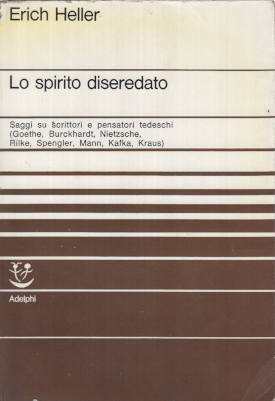 Erich Heller
Lo spirito diseredato
Saggi su scrittori e pensatori tedeschi
(Goethe, Burckhardt, Nietzsche,
Rilke, Spengler, Mann, Kafka, Kraus)
Adelphi